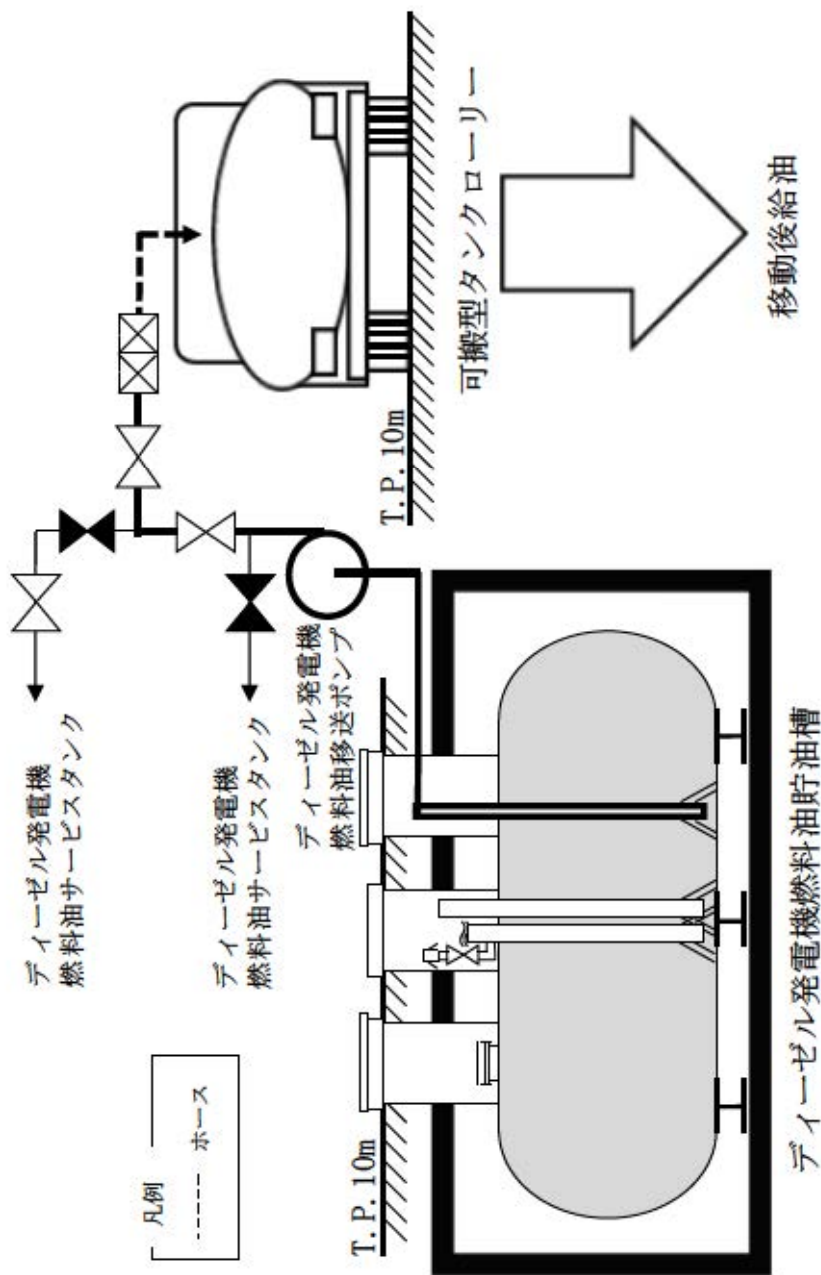 凡例
ホース
ディーゼル発電機
燃料油サービスタンク
ディーゼル発電機
燃料油サービスタンク
ディーゼル発電機
燃料油移送ポンプ
T.P.10m
T.P.10m
可搬型タンクローリー
移動後給油
ディーゼル発電機燃料油貯油槽